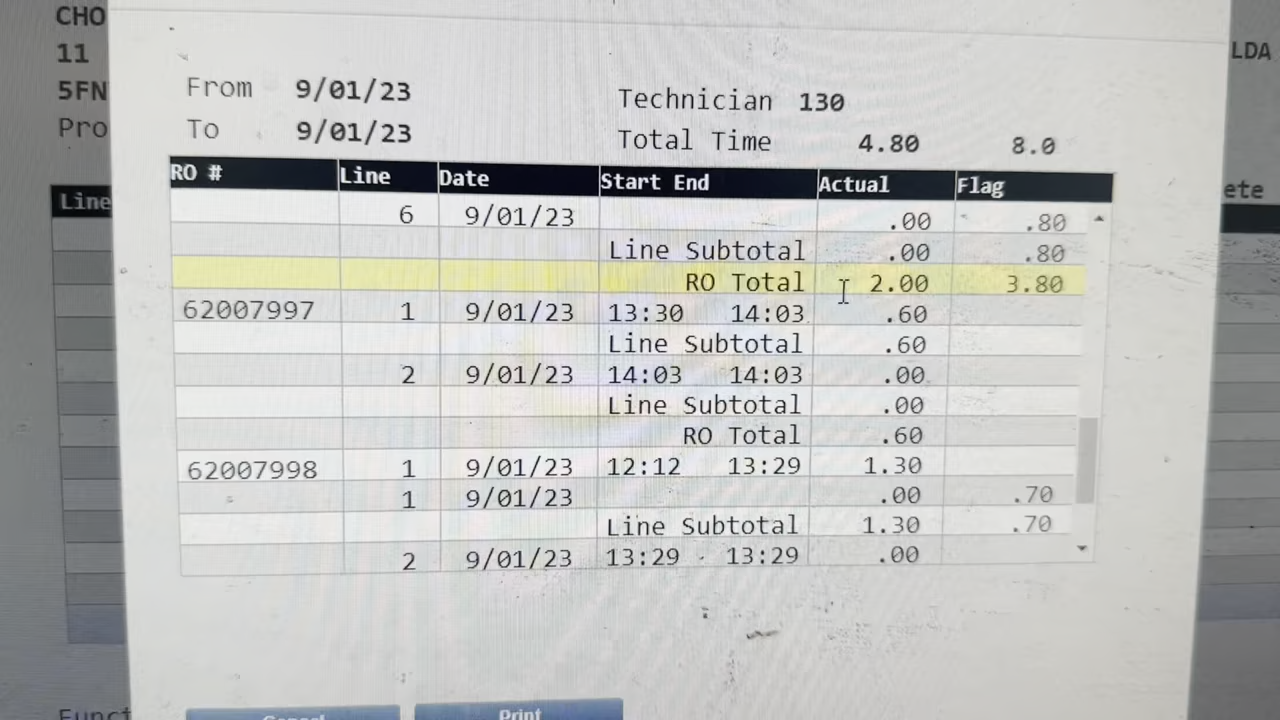 CHO
11
5FN
Pro
LDA
From 9/01/23
To 9/01/23
Technician 130
Total Time 4.80 8.0
Line
ete
RO # Line Date Start End Actual Flag
6 9/01/23 .00 .80
Line Subtotal .00 .80
RO Total 2.00 3.80
62007997 1 9/01/23 13:30 14:03 .60
Line Subtotal .60
2 9/01/23 14:03 14:03 .00
Line Subtotal .00
RO Total .60
62007998 1 9/01/23 12:12 13:29 1.30
1 9/01/23 .00 .70
Line Subtotal 1.30 .70
2 9/01/23 13:29 13:29 .00
Funct
Cancel Print